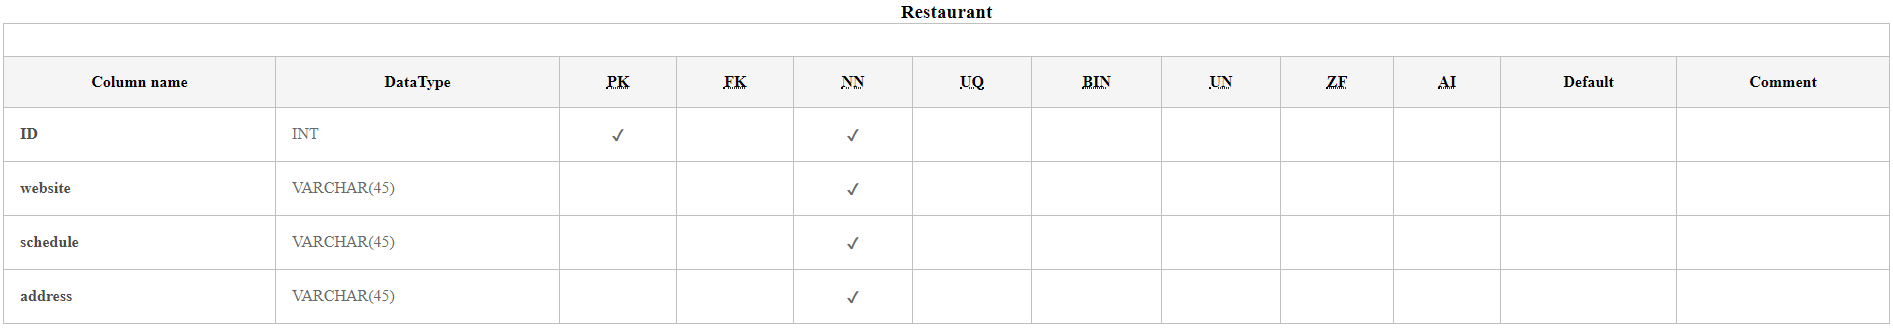 Restaurant
Column name DataType PK FK NN UQ BIN UN ZF AI Default Comment
ID INT ✓ ✓
website VARCHAR(45) ✓
schedule VARCHAR(45) ✓
address VARCHAR(45) ✓